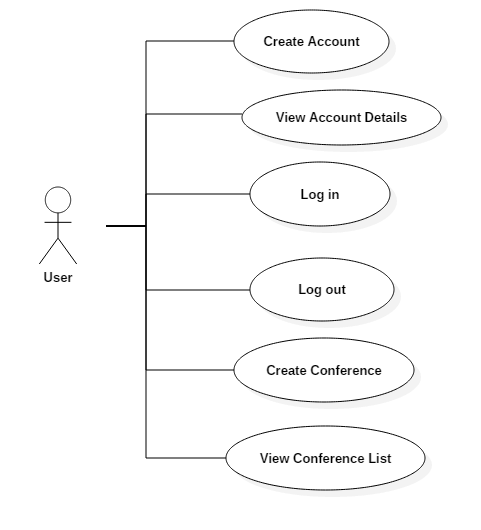 Create Account
View Account Details
Log in
User
Log out
Create Conference
View Conference List